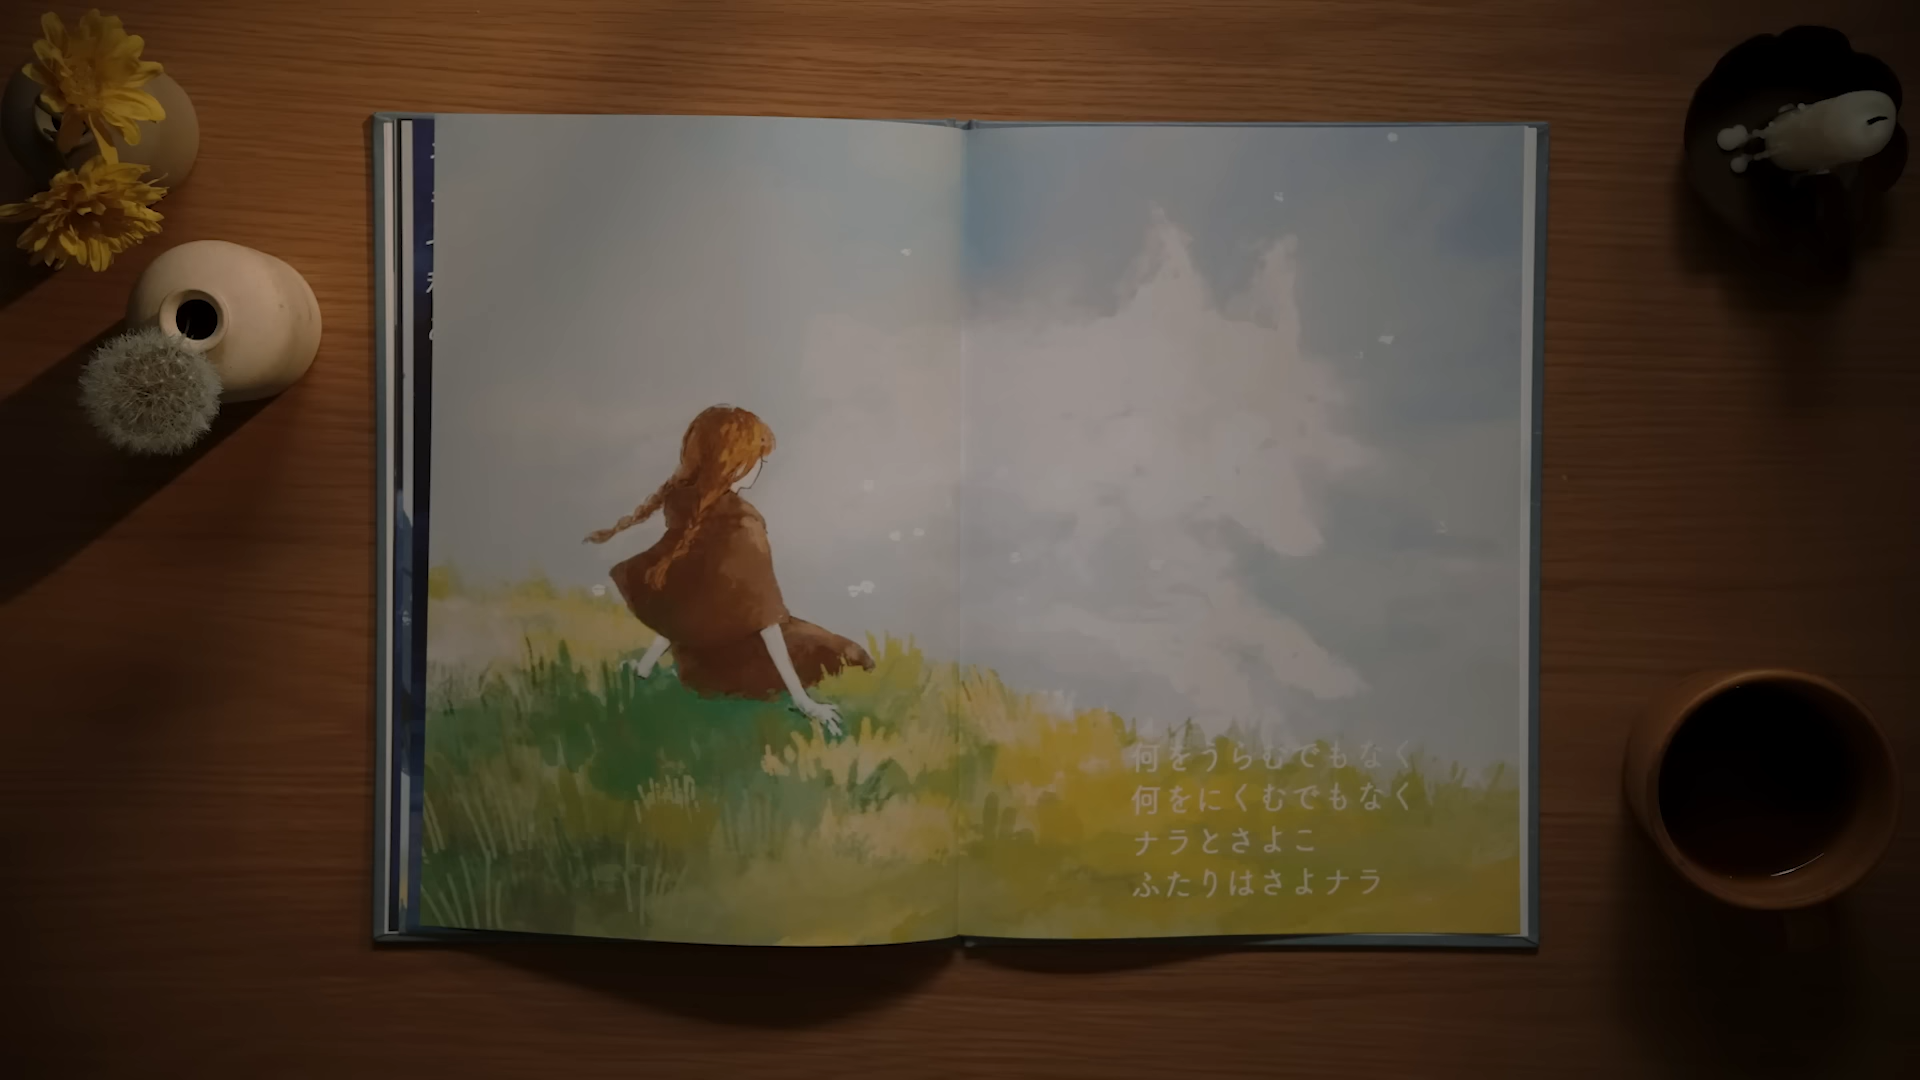 何をうらむでもなく
何をにくむでもなく
ナラとさよこ
ふたりはさよナラ